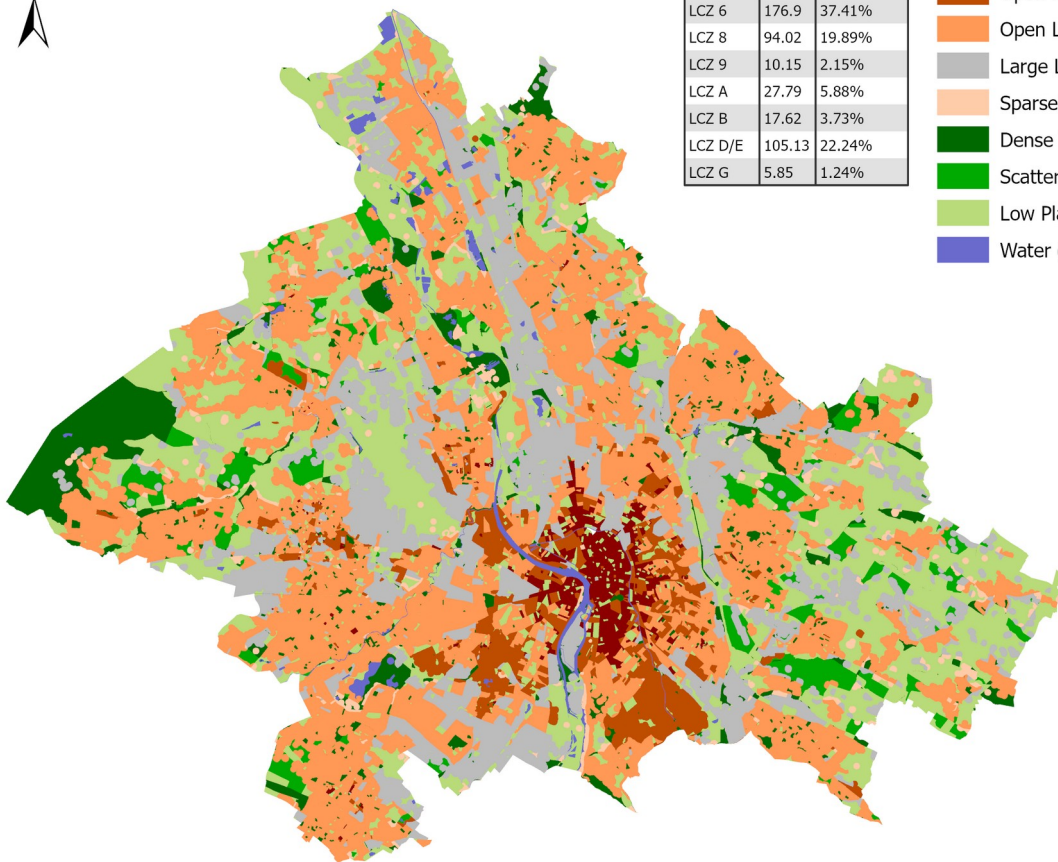 LCZ 6 176.9 37.41%
LCZ 8 94.02 19.89%
LCZ 9 10.15 2.15%
LCZ A 27.79 5.88%
LCZ B 17.62 3.73%
LCZ D/E 105.13 22.24%
LCZ G 5.85 1.24%
Open
Large
Sparse
Dense
Low
Water